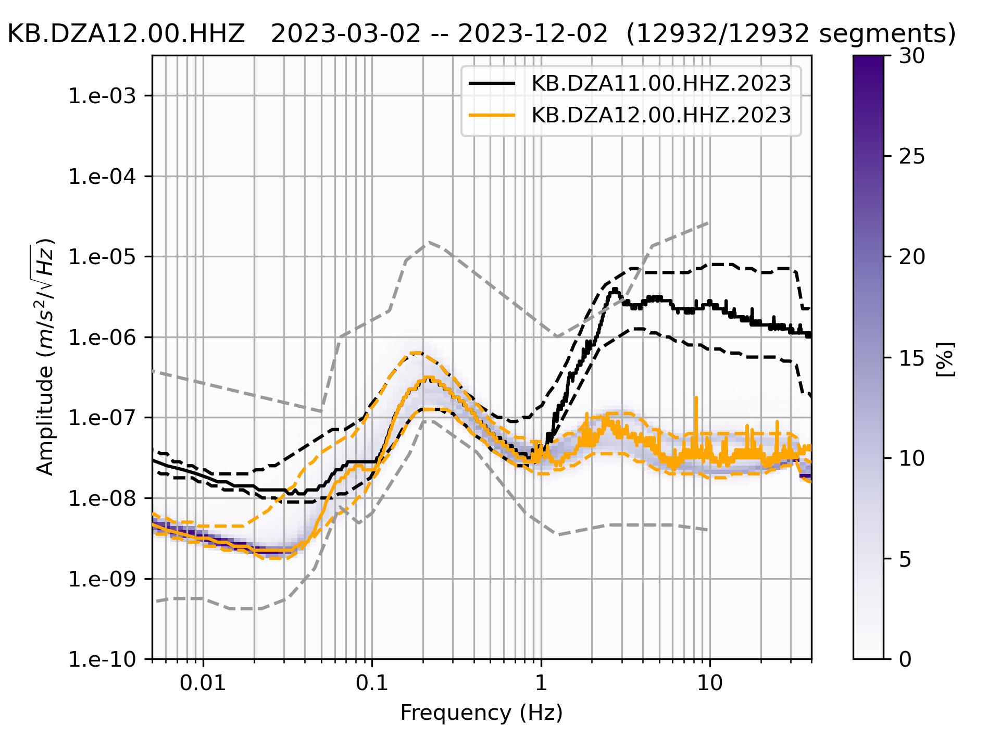 KB.DZA12.00.HHZ 2023-03-02 -- 2023-12-02 (12932/12932 segments)
KB.DZA11.00.HHZ.2023
KB.DZA12.00.HHZ.2023
1.e-03
1.e-04
1.e-05
1.e-06
1.e-07
1.e-08
1.e-09
1.e-10
Amplitude (m/s²/√Hz)
0.01 0.1 1 10
Frequency (Hz)
30
25
20
15
10
5
0
[%]